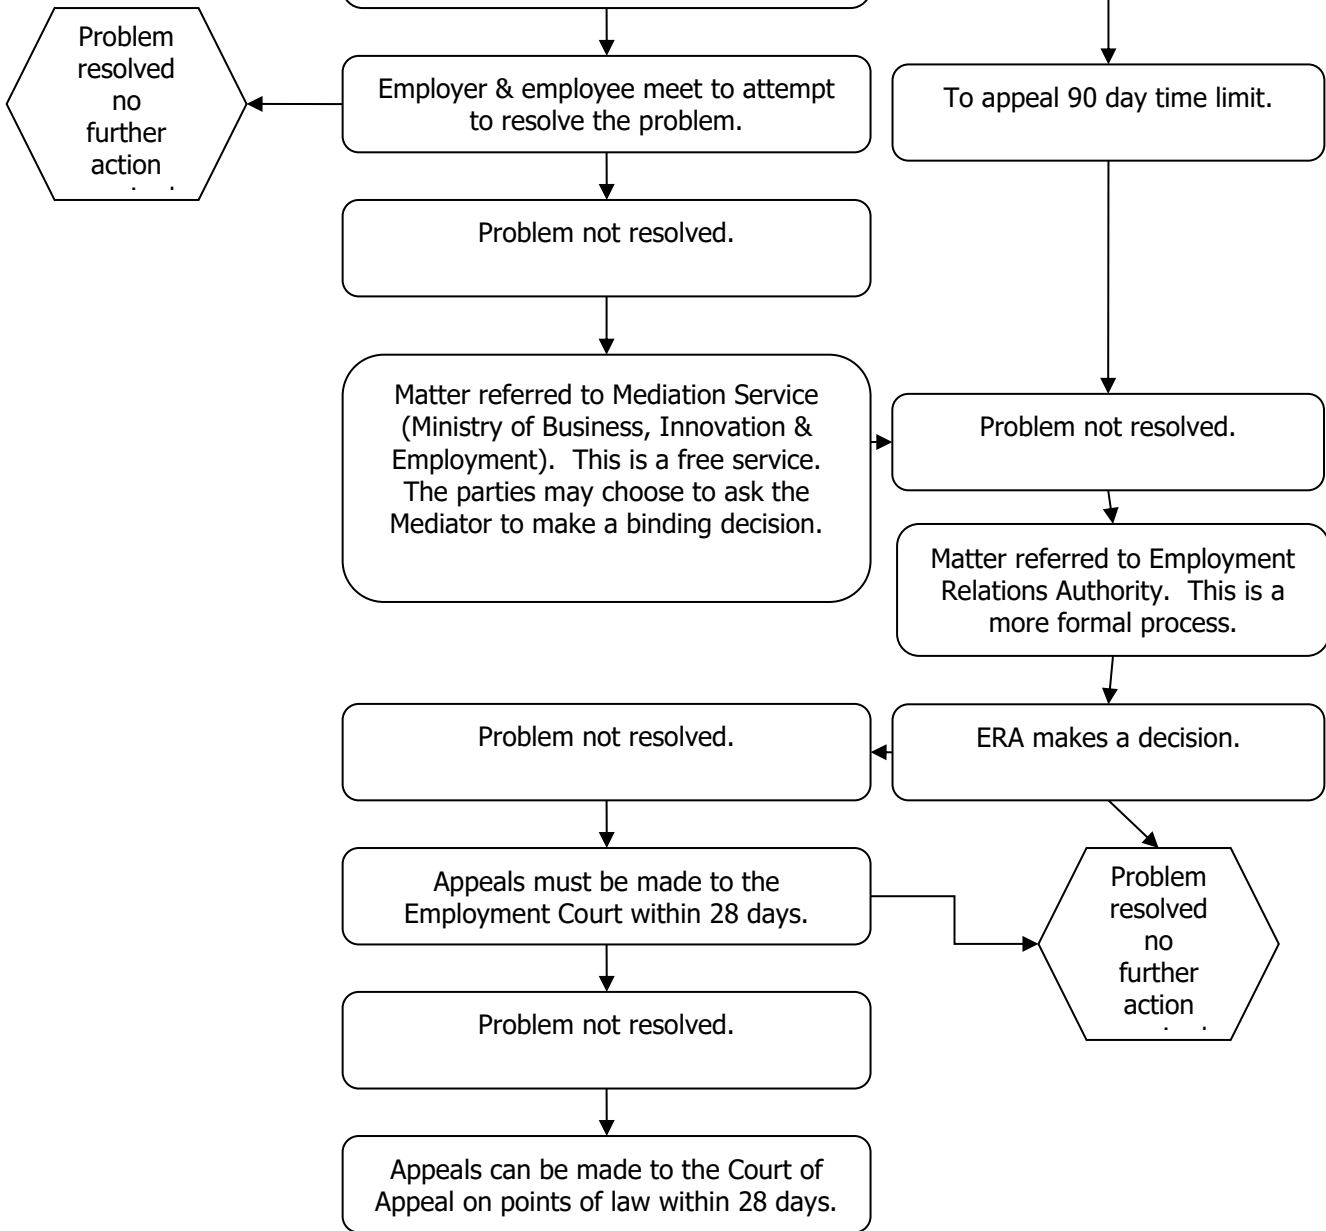 Problem
resolved
no
further
action
Employer & employee meet to attempt
to resolve the problem.
To appeal 90 day time limit.
Problem not resolved.
Matter referred to Mediation Service
(Ministry of Business, Innovation &
Employment).  This is a free service.
The parties may choose to ask the
Mediator to make a binding decision.
Problem not resolved.
Matter referred to Employment
Relations Authority.  This is a
more formal process.
ERA makes a decision.
Problem not resolved.
Appeals must be made to the
Employment Court within 28 days.
Problem
resolved
no
further
action
Problem not resolved.
Appeals can be made to the Court of
Appeal on points of law within 28 days.